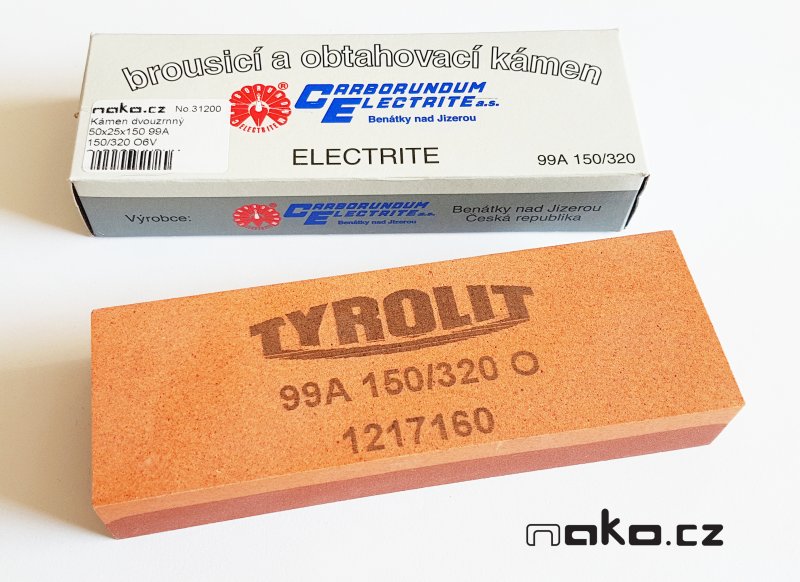 brousicí a obtahovací kámen
nako.cz No 31200
Kámen dvouzrnný
50x25x150 99A
150/320 O6V
ELECTRITE
CARBORUNDUM
ELECTRITE a.s.
Benátky nad Jizerou
ELECTRITE
99A 150/320
Výrobce:
CARBORUNDUM
ELECTRITE a.s.
Benátky nad Jizerou
Benátky nad Jizerou
Česká republika
TYROLIT
99A 150/320 O
1217160
nako.cz